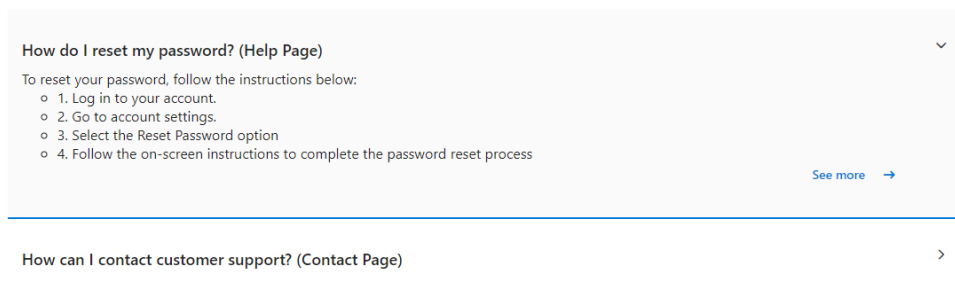 How do I reset my password? (Help Page)
To reset your password, follow the instructions below:
1. Log in to your account.
2. Go to account settings.
3. Select the Reset Password option
4. Follow the on-screen instructions to complete the password reset process
See more
How can I contact customer support? (Contact Page)